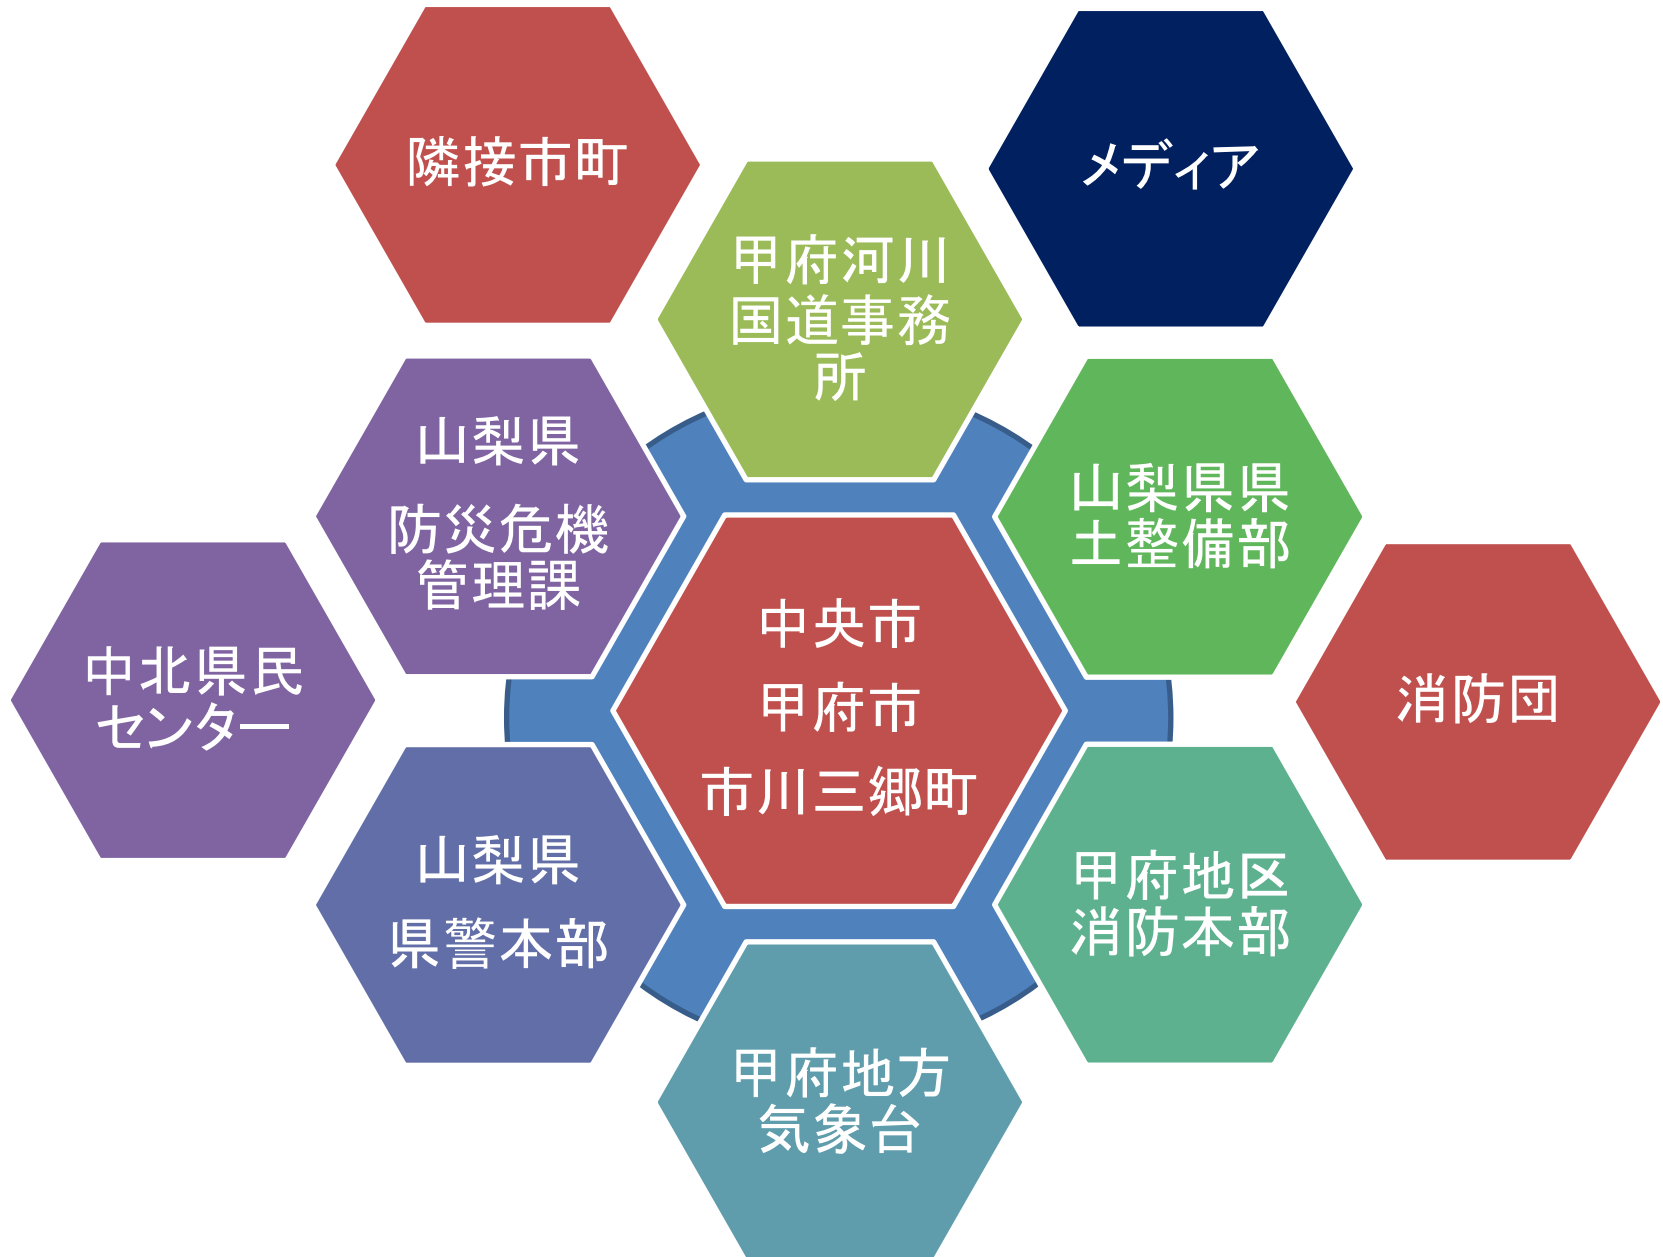 隣接市町
メディア
甲府河川
国道事務
所
山梨県
防災危機
管理課
山梨県県
土整備部
中北県民
センター
中央市
甲府市
市川三郷町
消防団
山梨県
県警本部
甲府地区
消防本部
甲府地方
気象台